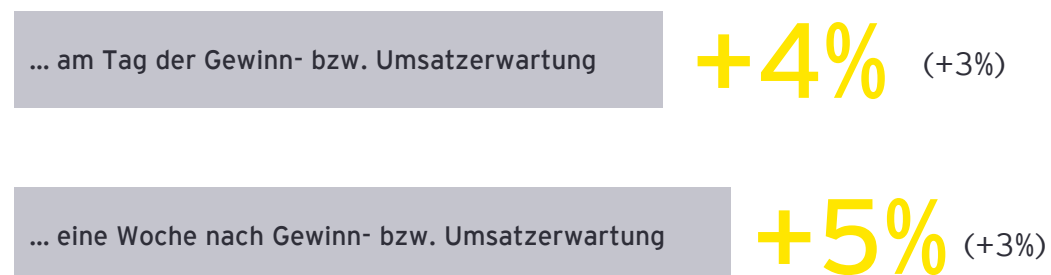 ... am Tag der Gewinn- bzw. Umsatzerwartung +4% (+3%)
... eine Woche nach Gewinn- bzw. Umsatzerwartung +5% (+3%)